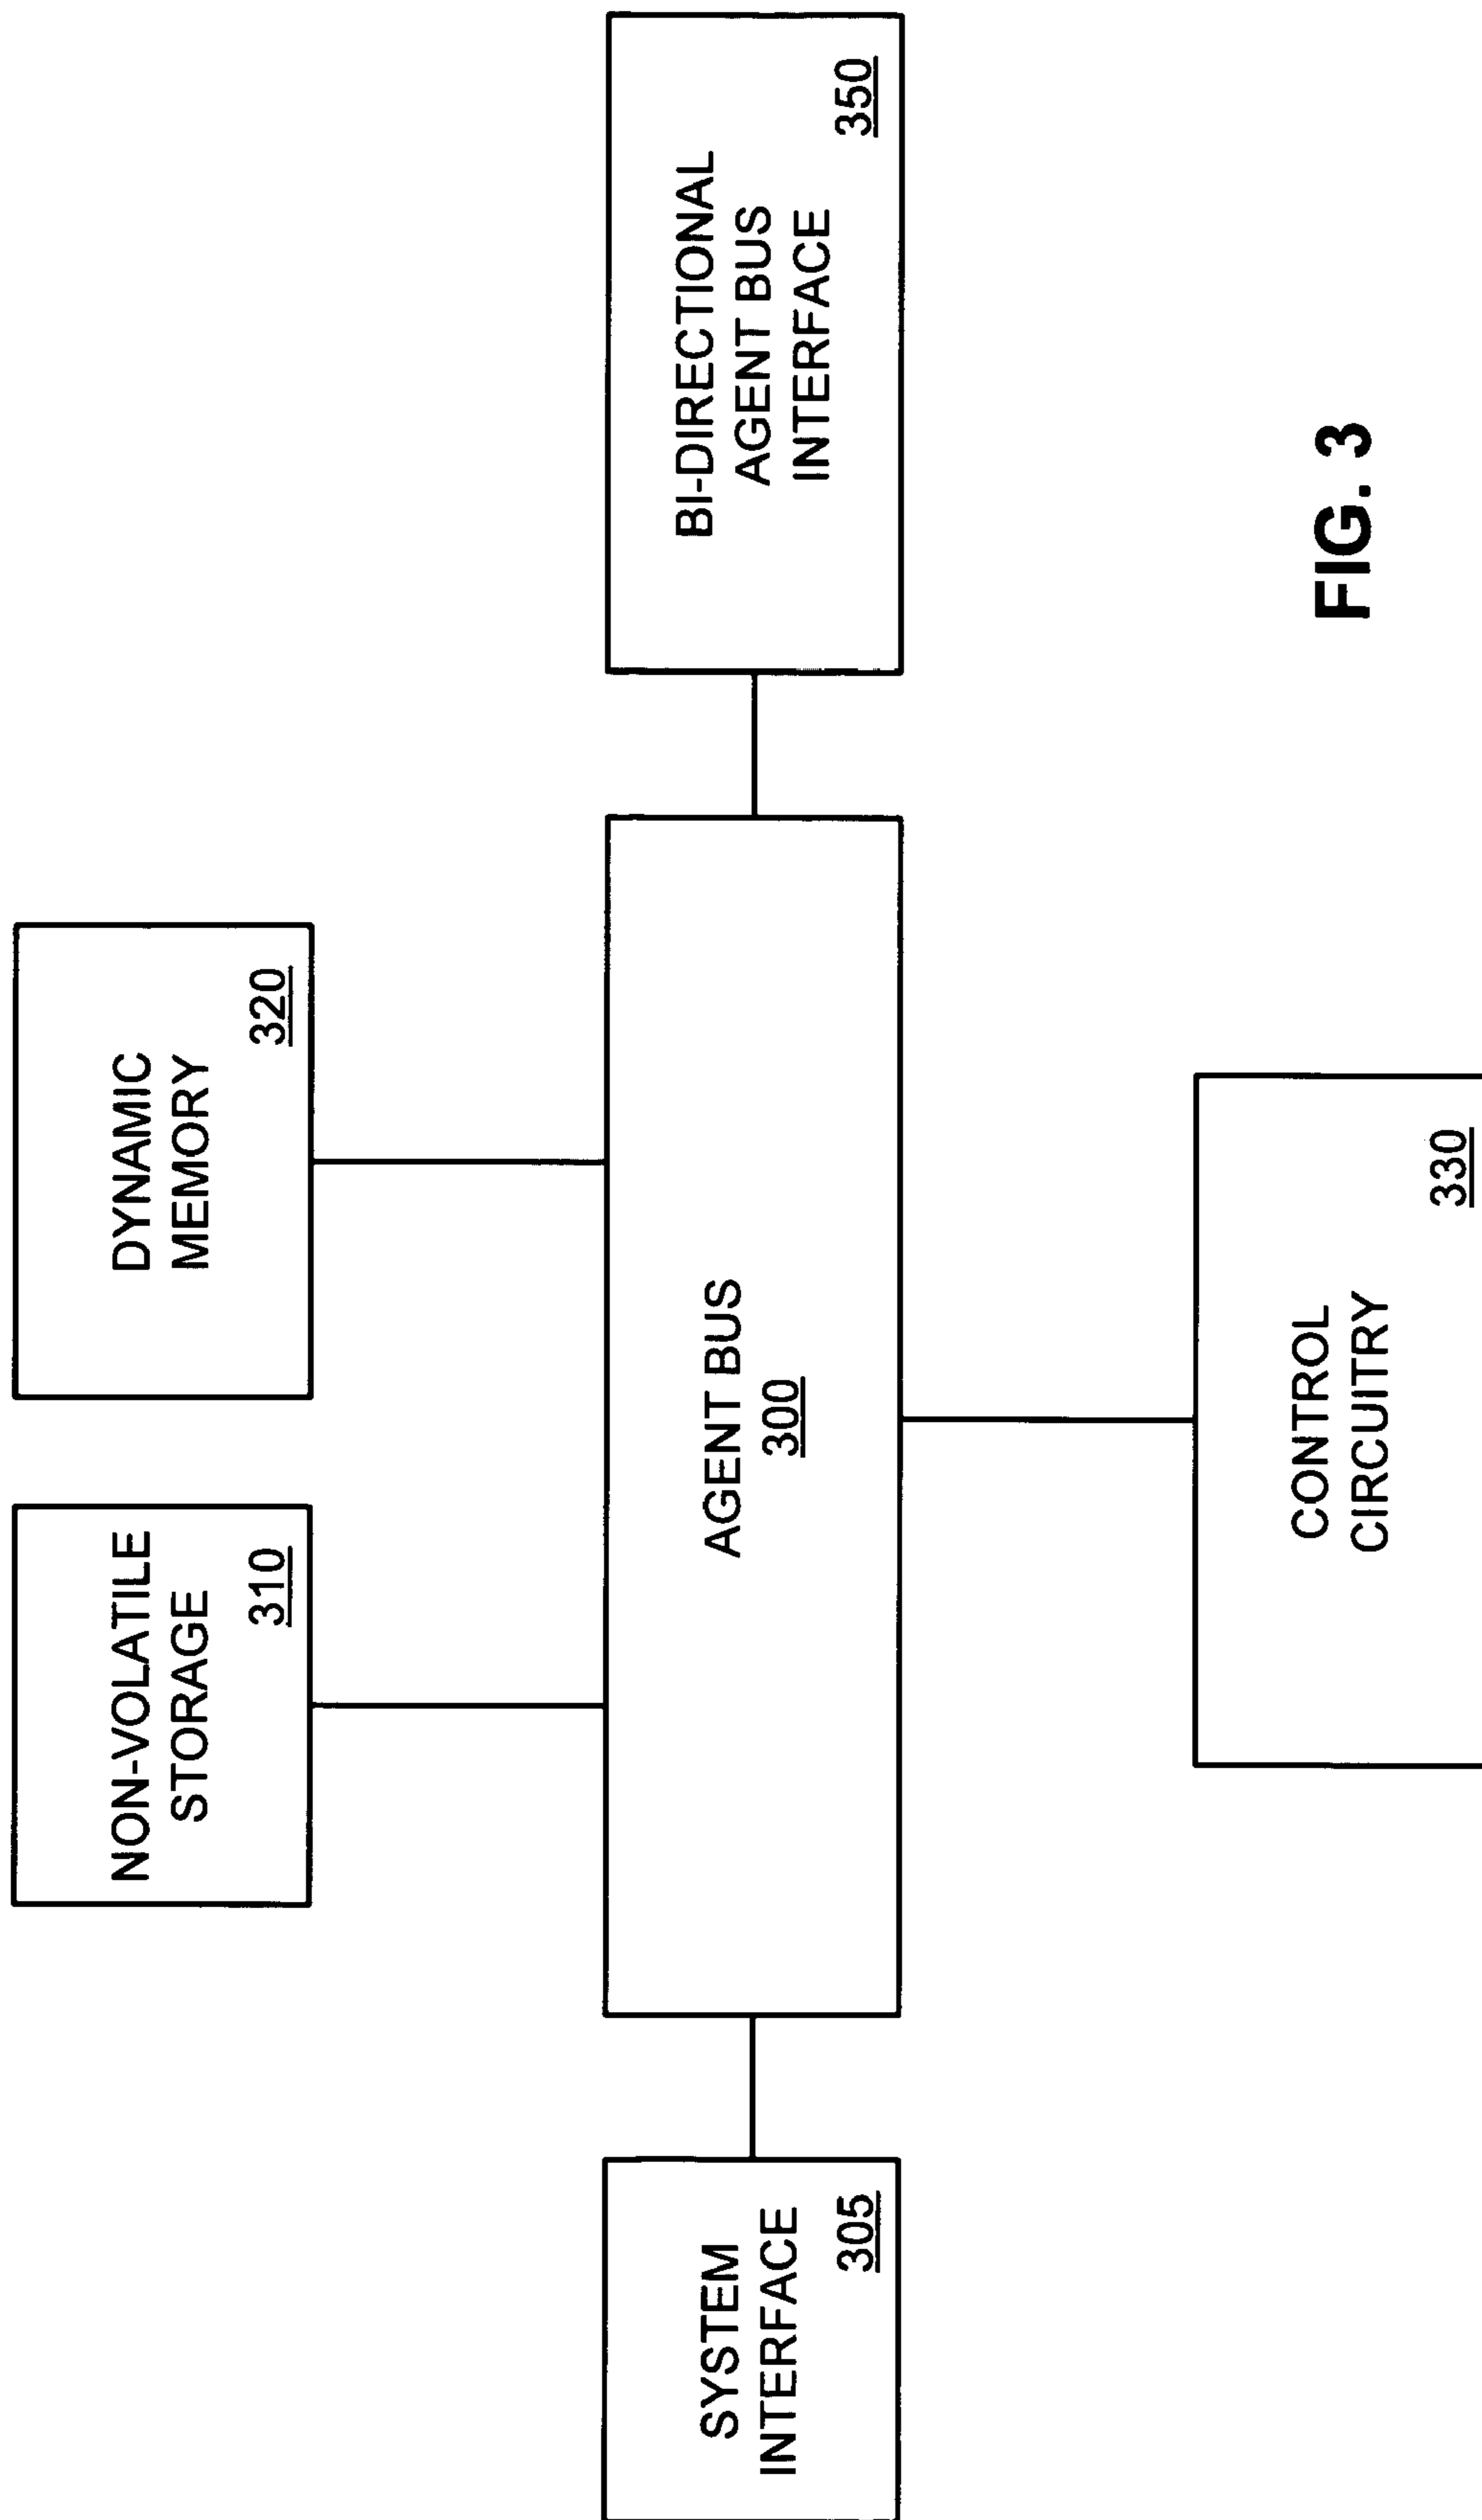 NON-VOLATILE
STORAGE
310
DYNAMIC
MEMORY
320
SYSTEM
INTERFACE
305
AGENT BUS
300
BI-DIRECTIONAL
AGENT BUS
INTERFACE
350
CONTROL
CIRCUITRY
330
FIG. 3